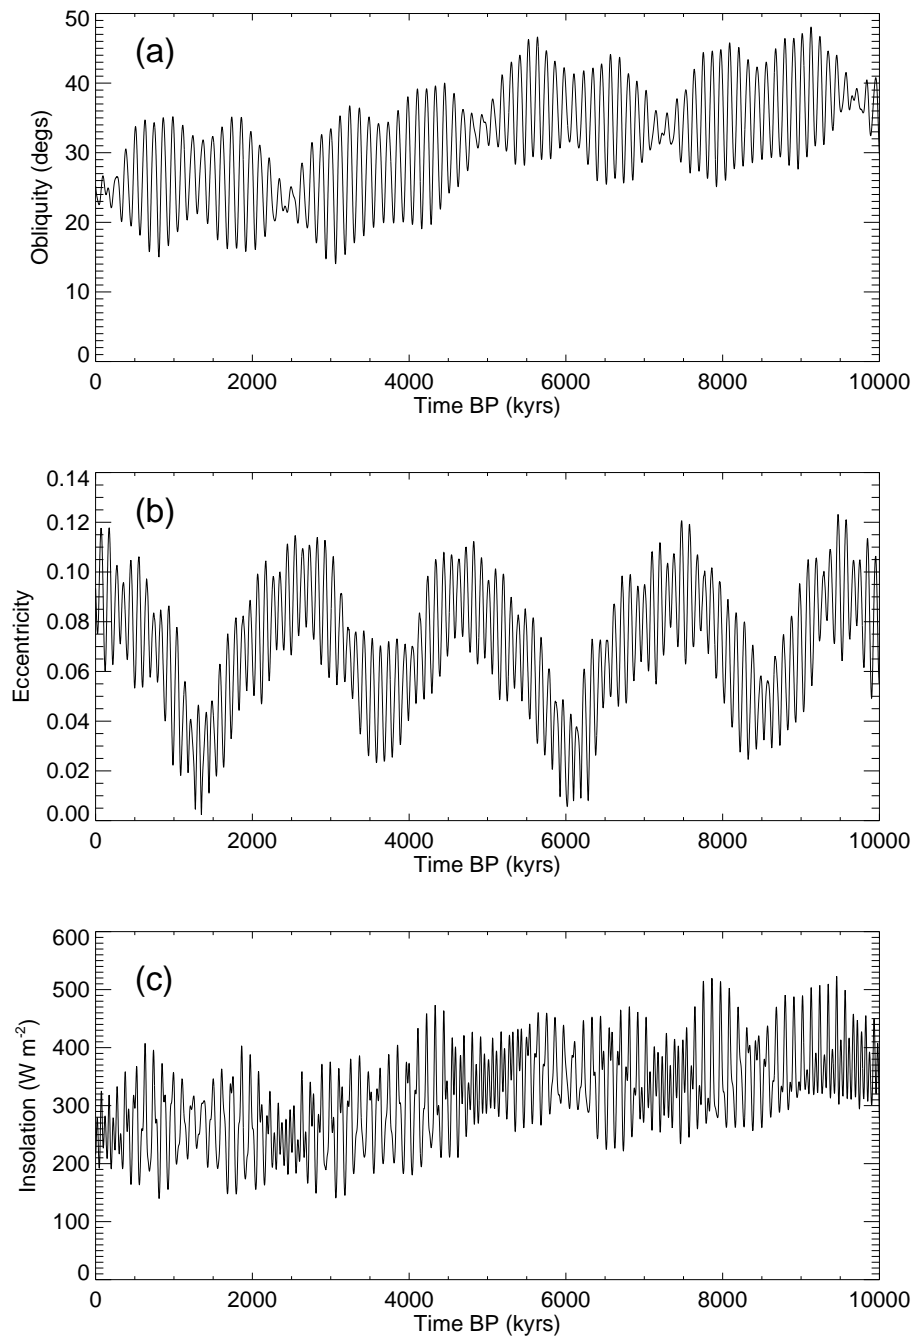 (a)
50
40
30
20
10
0
Obliquity (degs)
0 2000 4000 6000 8000 10000
Time BP (kyrs)
(b)
0.14
0.12
0.10
0.08
0.06
0.04
0.02
0.00
Eccentricity
0 2000 4000 6000 8000 10000
Time BP (kyrs)
(c)
600
500
400
300
200
100
0
Insolation (W m⁻²)
0 2000 4000 6000 8000 10000
Time BP (kyrs)